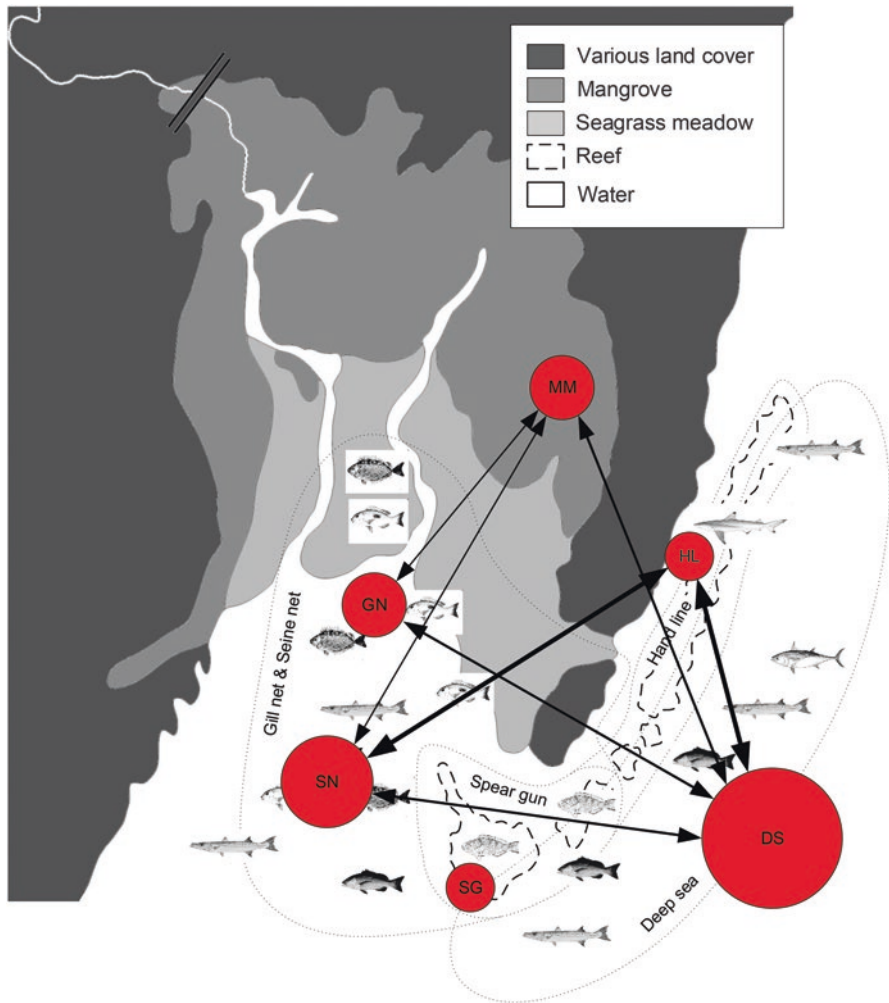 Various land cover
Mangrove
Seagrass meadow
Reef
Water
MM
HL
Hand line
GN
Gill net & Seine net
SN
Spear gun
DS
SG
Deep sea